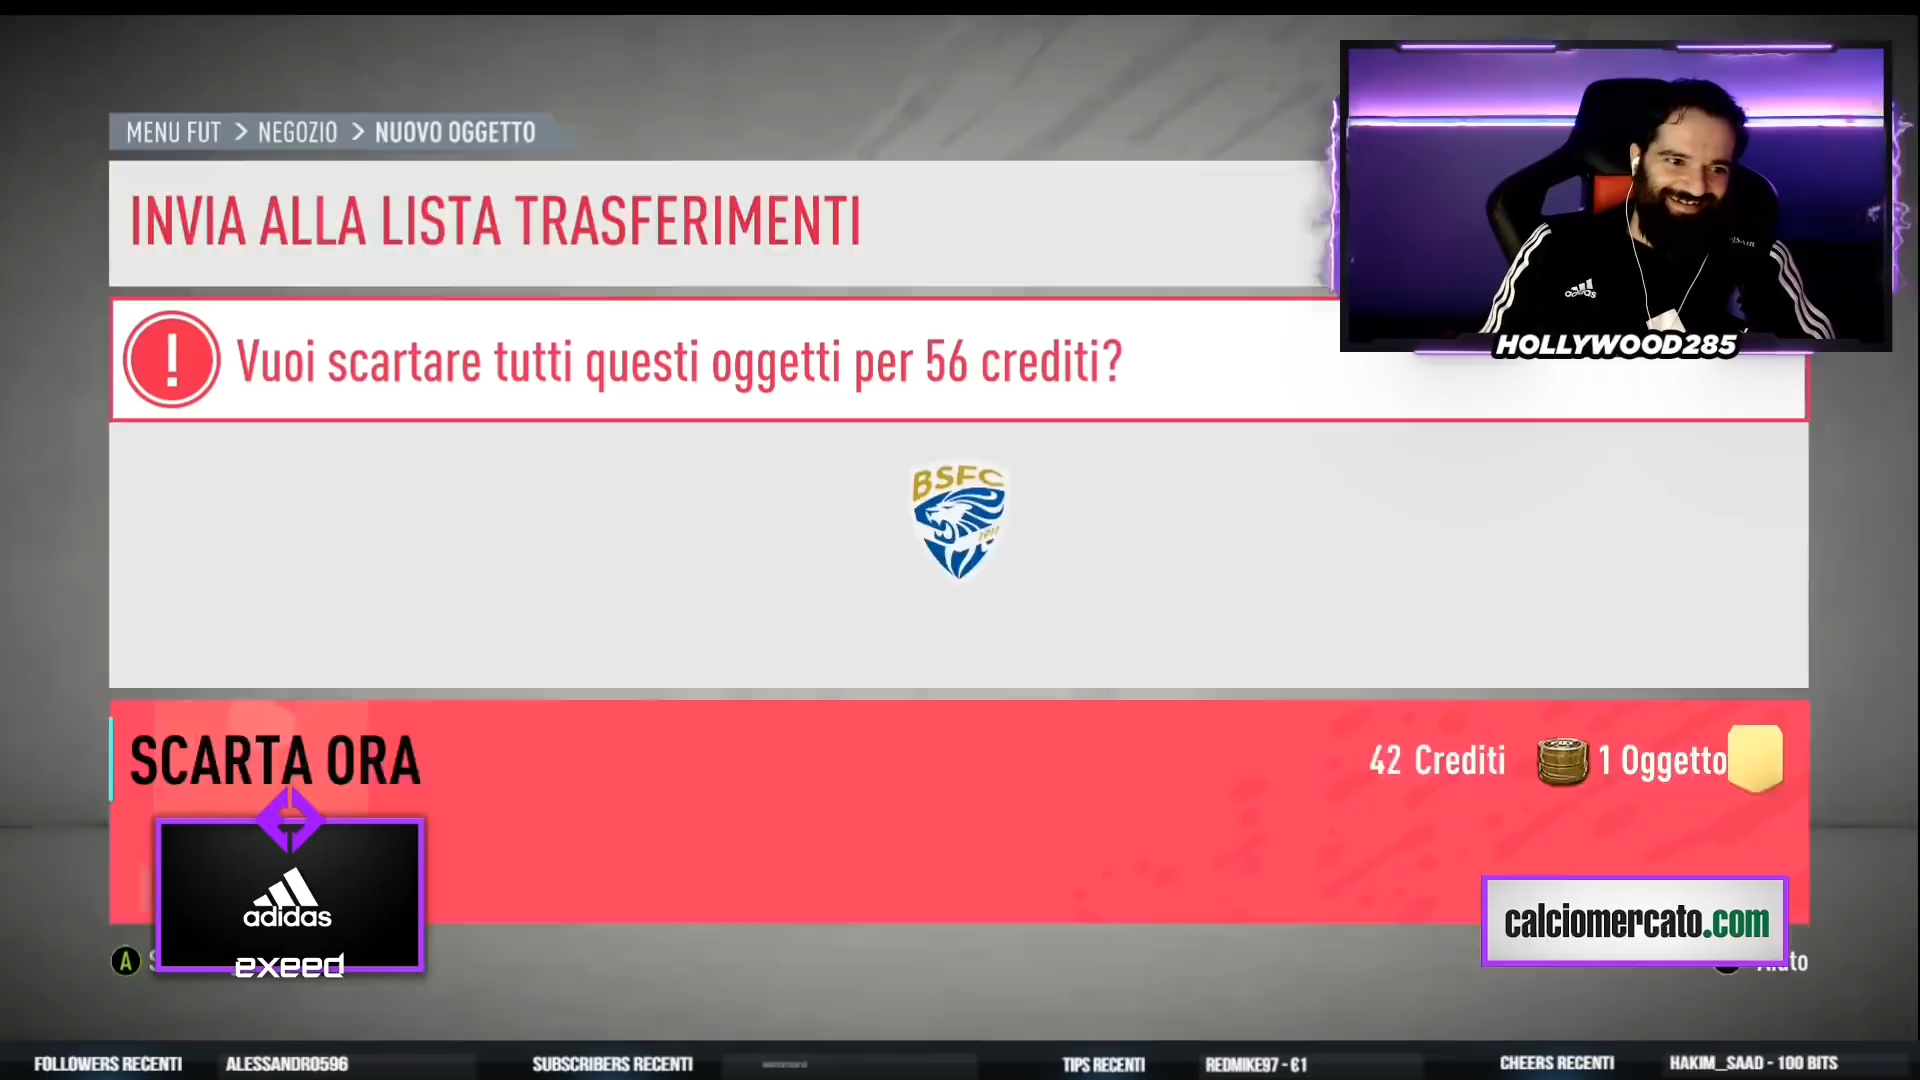 MENU FUT > NEGOZIO > NUOVO OGGETTO
INVIA ALLA LISTA TRASFERIMENTI
adidas
HOLLYWOOD285
Vuoi scartare tutti questi oggetti per 56 crediti?
BSFC
1911
SCARTA ORA
42 Crediti
1 Oggetto
adidas
exeed
calciomercato.com
A
FOLLOWERS RECENTI
ALESSANDRO596
SUBSCRIBERS RECENTI
TIPS RECENTI
REDMIKE97 - €1
CHEERS RECENTI
HAKIM_SAAD - 100 BITS